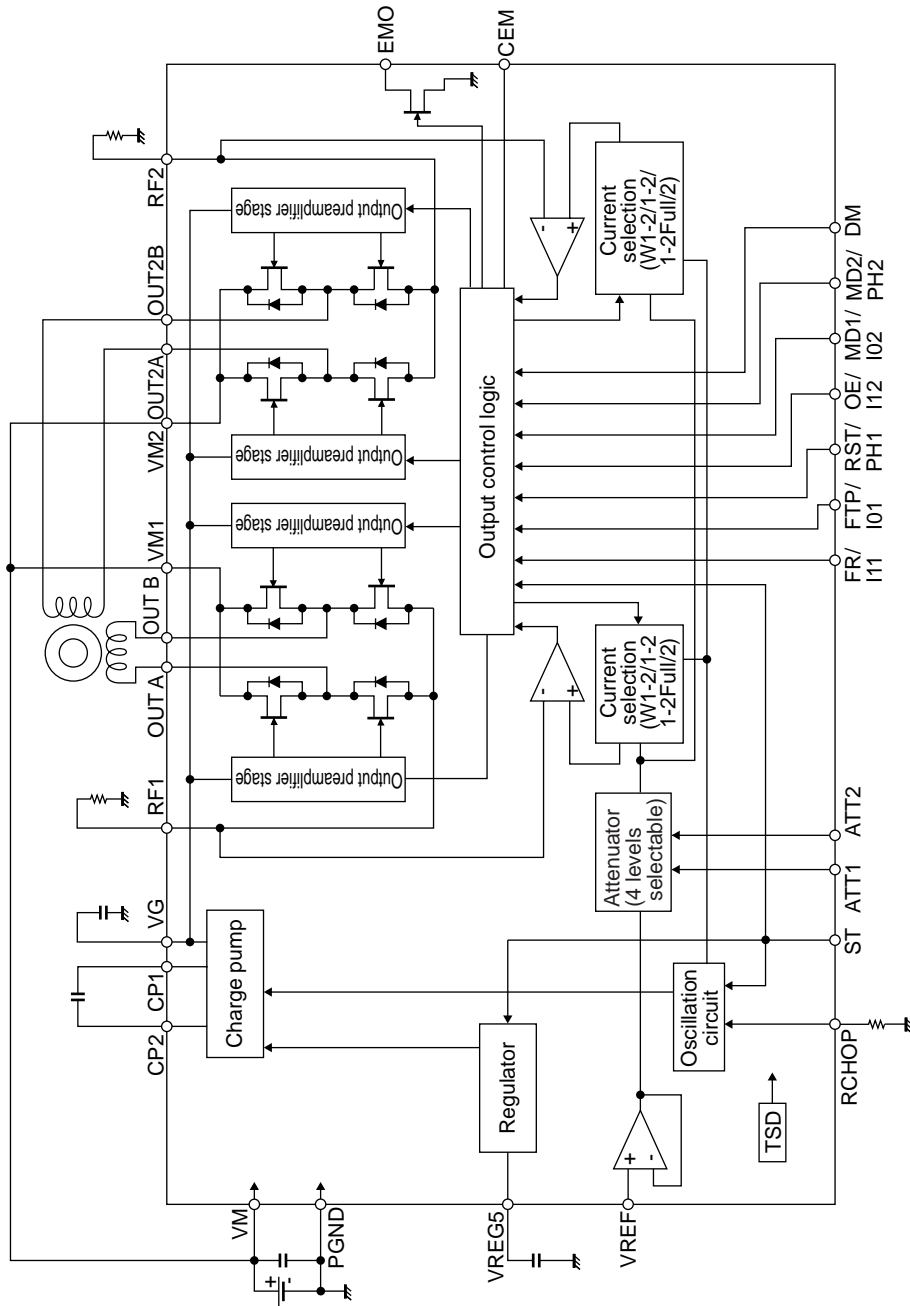 EMO
CEM
RF2
OUT2B
OUT2A
VM2
VM1
OUT B
OUT A
RF1
VG
CP1
CP2
Output preamplifier stage
Output preamplifier stage
Output preamplifier stage
Output preamplifier stage
Charge pump
Output control logic
-
+
Current
selection
(W1-2/1-2/
1-2Full/2)
-
+
Current
selection
(W1-2/1-2
1-2Full/2)
Attenuator
(4 levels
selectable)
Regulator
Oscillation
circuit
TSD
+
-
VM
PGND
+
-
VREG5
VREF
DM
MD2/
PH2
MD1/
I02
OE/
I12
RST/
PH1
FTP/
I01
FR/
I11
ATT2
ATT1
ST
RCHOP